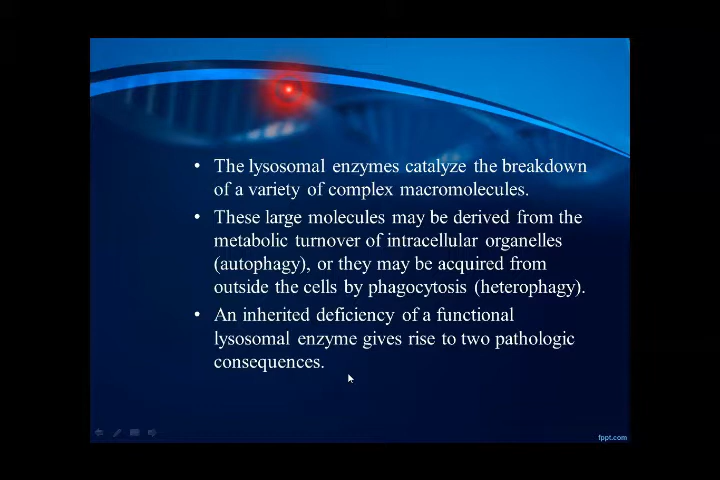 • The lysosomal enzymes catalyze the breakdown
of a variety of complex macromolecules.
• These large molecules may be derived from the
metabolic turnover of intracellular organelles
(autophagy), or they may be acquired from
outside the cells by phagocytosis (heterophagy).
• An inherited deficiency of a functional
lysosomal enzyme gives rise to two pathologic
consequences.
fppt.com